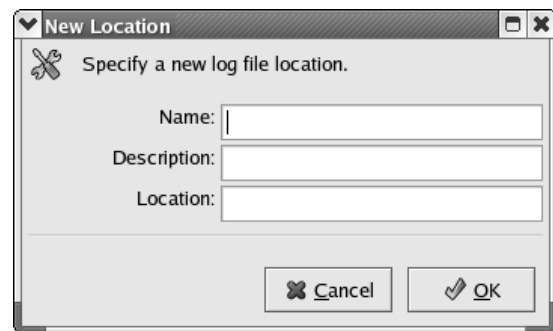 New Location
Specify a new log file location.
Name:
Description:
Location:
Cancel
OK